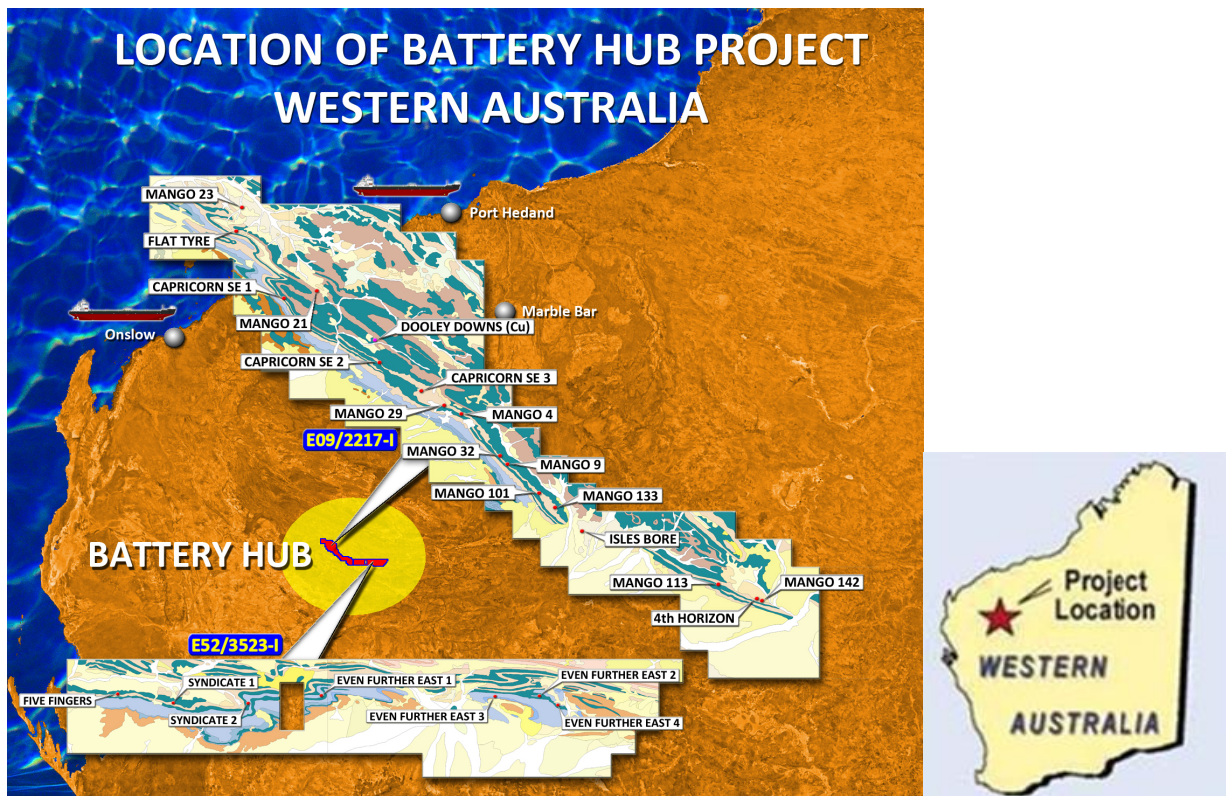 LOCATION OF BATTERY HUB PROJECT
WESTERN AUSTRALIA
MANGO 23
Port Hedand
FLAT TYRE
CAPRICORN SE 1
MANGO 21
Marble Bar
Onslow
DOOLEY DOWNS (Cu)
CAPRICORN SE 2
CAPRICORN SE 3
MANGO 29
MANGO 4
E09/2217-I
MANGO 32
MANGO 9
MANGO 101
MANGO 133
ISLES BORE
BATTERY HUB
MANGO 113
MANGO 142
4th HORIZON
E52/3523-I
SYNDICATE 1
EVEN FURTHER EAST 1
EVEN FURTHER EAST 2
FIVE FINGERS
SYNDICATE 2
EVEN FURTHER EAST 3
EVEN FURTHER EAST 4
Project
Location
WESTERN
AUSTRALIA